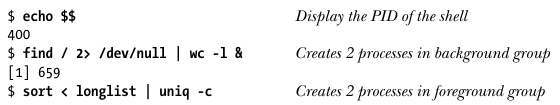 $ echo $$ Display the PID of the shell
400
$ find / 2> /dev/null | wc -l & Creates 2 processes in background group
[1] 659
$ sort < longlist | uniq -c Creates 2 processes in foreground group